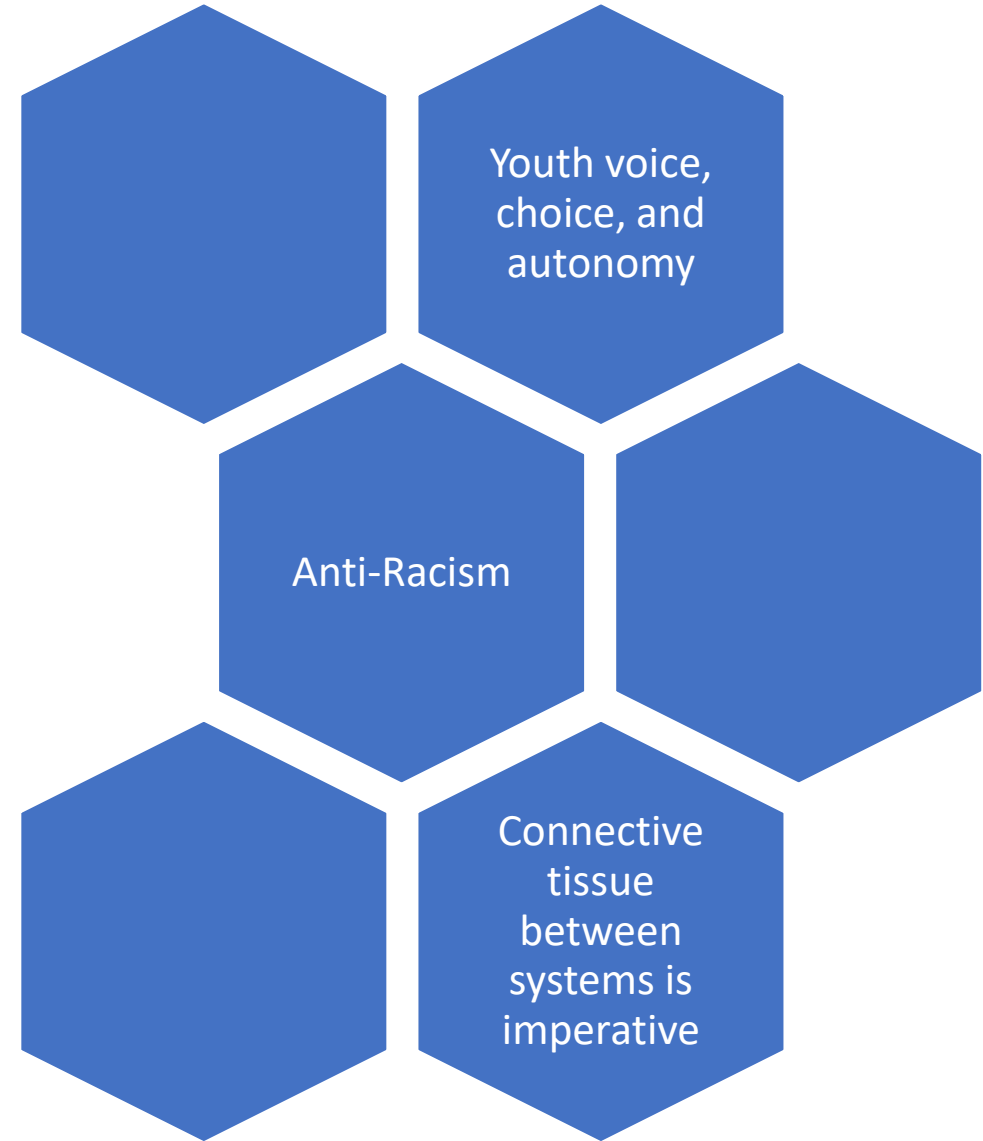 Youth voice,
choice, and
autonomy
Anti-Racism
Connective
tissue
between
systems is
imperative